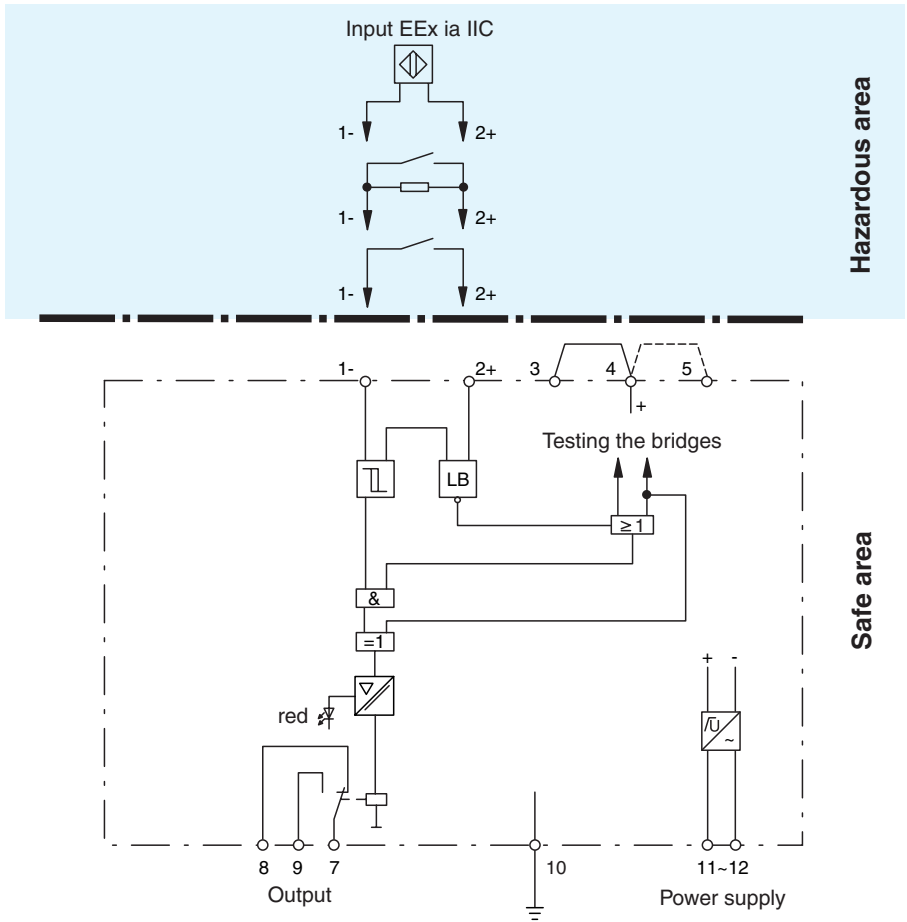 Input EEx ia IIC
1- 2+
1- 2+
1- 2+
Hazardous area
1- 2+ 3 4 5
+
Testing the bridges
LB
≥1
&
=1
Safe area
+ -
red
U
~
8 9 7 10 11~12
Output Power supply